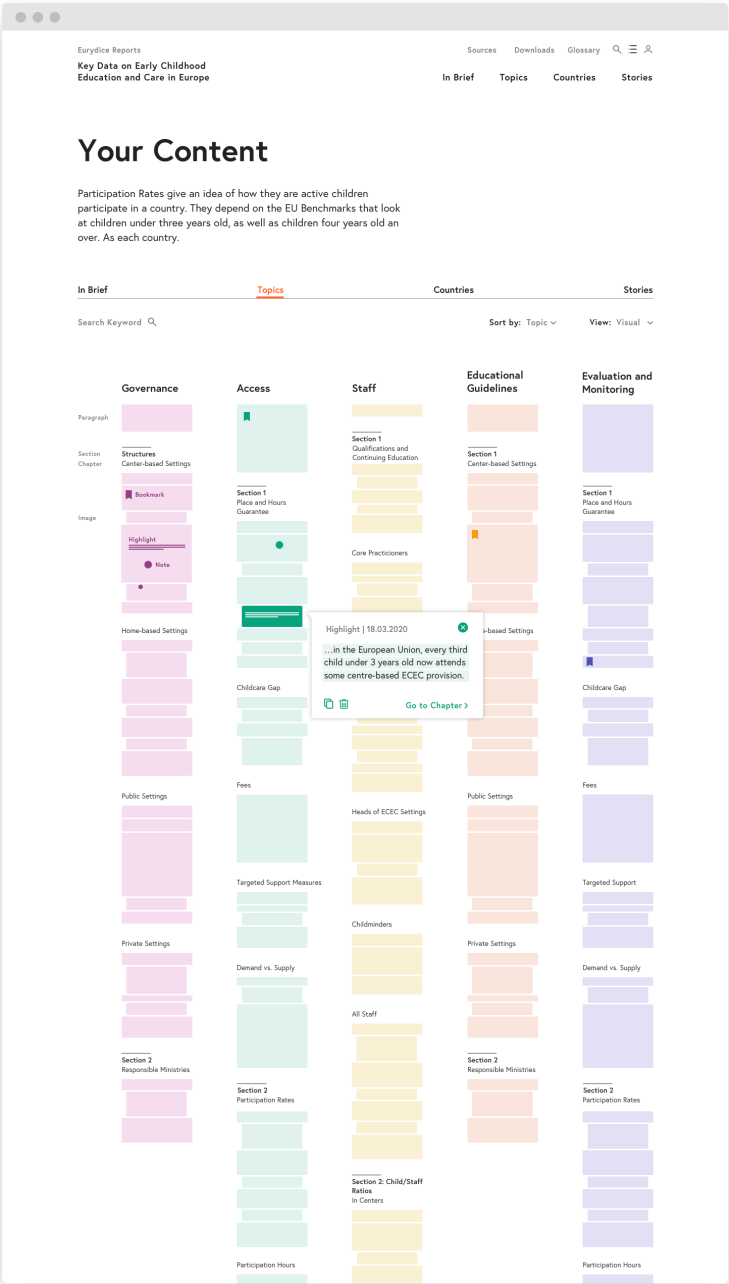 Eurydice Reports
Sources Downloads Glossary
Key Data on Early Childhood
Education and Care in Europe
In Brief Topics Countries Stories
Your Content
Participation Rates give an idea of how they are active children
participate in a country. They depend on the EU Benchmarks that look
at children under three years old, as well as children four years old an
over. As each country.
In Brief Topics Countries Stories
Search Keyword
Sort by: Topic
View: Visual
Paragraph
Section
Chapter
Image
Governance
Structures
Center-based Settings
Bookmark
Highlight
Note
Home-based Settings
Public Settings
Private Settings
Section 2
Responsible Ministries
Access
Section 1
Place and Hours
Guarantee
Childcare Gap
Fees
Targeted Support Measures
Demand vs. Supply
Section 2
Participation Rates
Participation Hours
Staff
Section 1
Qualifications and
Continuing Education
Core Practicioners
Highlight | 18.03.2020
...in the European Union, every third
child under 3 years old now attends
some centre-based ECEC provision.
Go to Chapter
Heads of ECEC Settings
Childminders
All Staff
Section 2: Child/Staff
Ratios
In Centers
Educational
Guidelines
Section 1
Center-based Settings
e-based Settings
Public Settings
Private Settings
Section 2
Responsible Ministries
Evaluation and
Monitoring
Section 1
Place and Hours
Guarantee
Childcare Gap
Fees
Targeted Support
Demand vs. Supply
Section 2
Participation Rates
Participation Hours